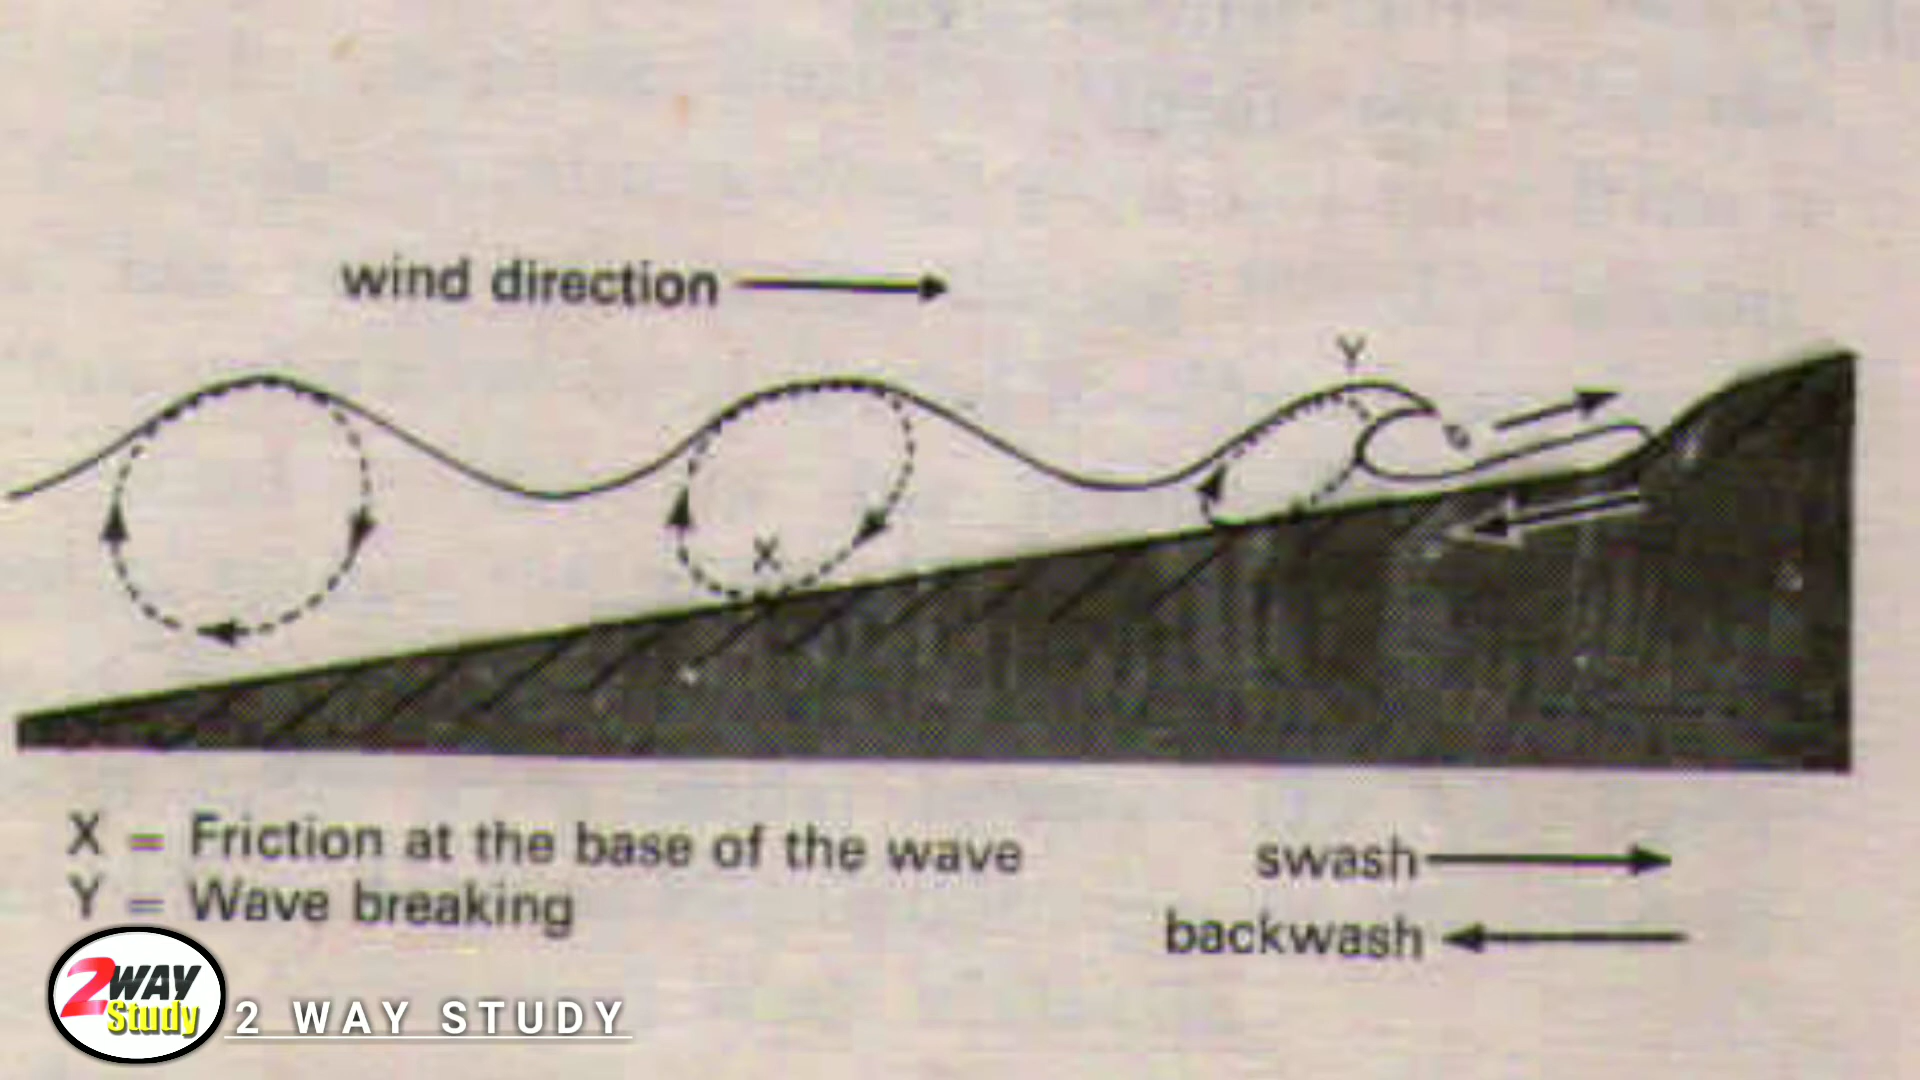 wind direction
Y
X
X = Friction at the base of the wave
Y = Wave breaking
swash
backwash
2WAY
Study
2 WAY STUDY